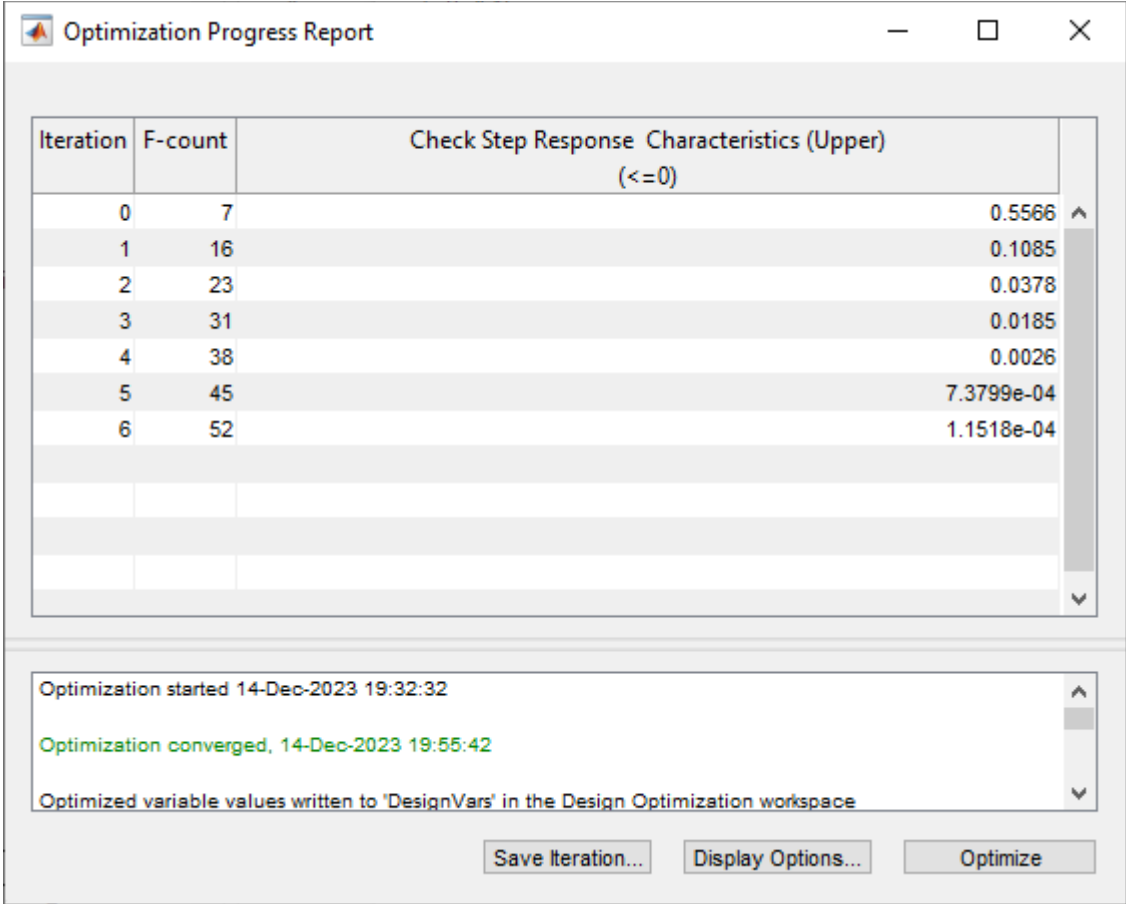 Optimization Progress Report
Iteration F-count Check Step Response Characteristics (Upper)
(<=0)
0 7 0.5566
1 16 0.1085
2 23 0.0378
3 31 0.0185
4 38 0.0026
5 45 7.3799e-04
6 52 1.1518e-04
Optimization started 14-Dec-2023 19:32:32
Optimization converged, 14-Dec-2023 19:55:42
Optimized variable values written to 'DesignVars' in the Design Optimization workspace
Save Iteration... Display Options... Optimize